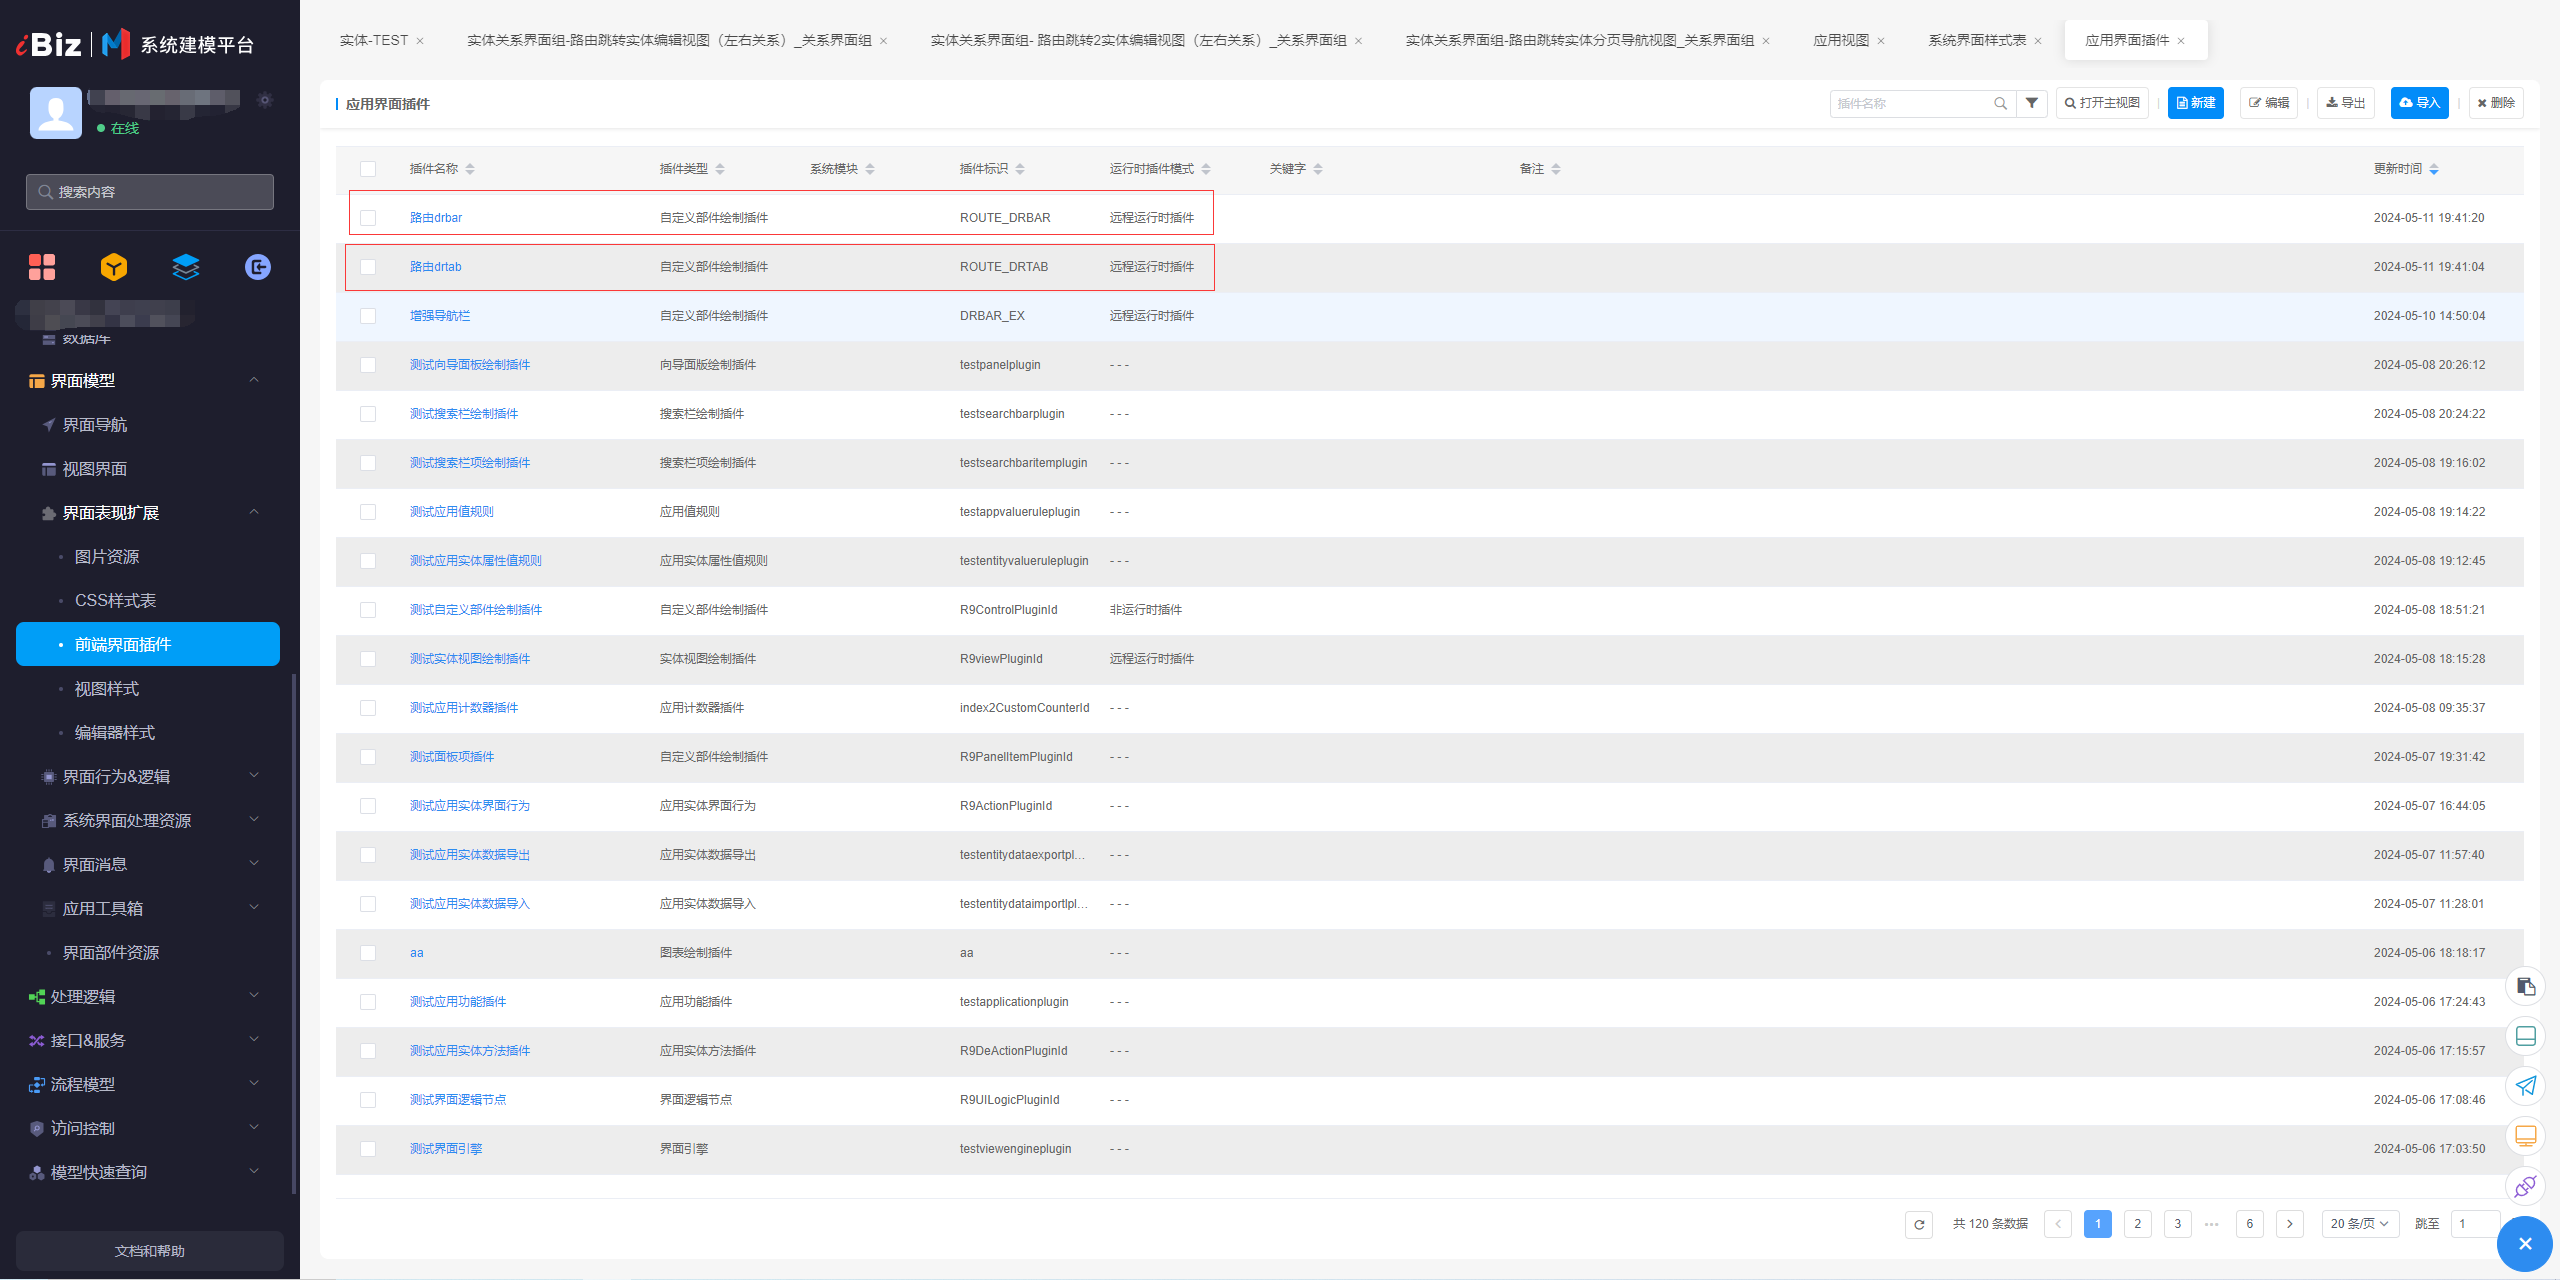 iBiz 系统建模平台
在线
搜索内容
数据库
界面模型
界面导航
视图界面
界面表现扩展
图片资源
CSS样式表
前端界面插件
视图样式
编辑器样式
界面行为&逻辑
系统界面处理资源
界面消息
应用工具箱
界面部件资源
处理逻辑
接口&服务
流程模型
访问控制
模型快速查询
文档和帮助
实体-TEST 实体关系界面组-路由跳转实体编辑视图（左右关系）_关系界面组 实体关系界面组- 路由跳转2实体编辑视图（左右关系）_关系界面组 实体关系界面组-路由跳转实体分页导航视图_关系界面组 应用视图 系统界面样式表 应用界面插件
应用界面插件 插件名称 打开主视图 新建 编辑 导出 导入 删除
插件名称 插件类型 系统模块 插件标识 运行时插件模式 关键字 备注 更新时间
路由drbar 自定义部件绘制插件 ROUTE_DRBAR 远程运行时插件 2024-05-11 19:41:20
路由drtab 自定义部件绘制插件 ROUTE_DRTAB 远程运行时插件 2024-05-11 19:41:04
增强导航栏 自定义部件绘制插件 DRBAR_EX 远程运行时插件 2024-05-10 14:50:04
测试向导面板绘制插件 向导面版绘制插件 testpanelplugin --- 2024-05-08 20:26:12
测试搜索栏绘制插件 搜索栏绘制插件 testsearchbarplugin --- 2024-05-08 20:24:22
测试搜索栏项绘制插件 搜索栏项绘制插件 testsearchbaritemplugin --- 2024-05-08 19:16:02
测试应用值规则 应用值规则 testappvalueruleplugin --- 2024-05-08 19:14:22
测试应用实体属性值规则 应用实体属性值规则 testentityvalueruleplugin --- 2024-05-08 19:12:45
测试自定义部件绘制插件 自定义部件绘制插件 R9ControlPluginId 非运行时插件 2024-05-08 18:51:21
测试实体视图绘制插件 实体视图绘制插件 R9viewPluginId 远程运行时插件 2024-05-08 18:15:28
测试应用计数器插件 应用计数器插件 index2CustomCounterId --- 2024-05-08 09:35:37
测试面板项插件 自定义部件绘制插件 R9PanelItemPluginId --- 2024-05-07 19:31:42
测试应用实体界面行为 应用实体界面行为 R9ActionPluginId --- 2024-05-07 16:44:05
测试应用实体数据导出 应用实体数据导出 testentitydataexportpl... --- 2024-05-07 11:57:40
测试应用实体数据导入 应用实体数据导入 testentitydataimportlpl... --- 2024-05-07 11:28:01
aa 图表绘制插件 aa --- 2024-05-06 18:18:17
测试应用功能插件 应用功能插件 testapplicationplugin --- 2024-05-06 17:24:43
测试应用实体方法插件 应用实体方法插件 R9DeActionPluginId --- 2024-05-06 17:15:57
测试界面逻辑节点 界面逻辑节点 R9UILogicPluginId --- 2024-05-06 17:08:46
测试界面引擎 界面引擎 testviewengineplugin --- 2024-05-06 17:03:50
共 120 条数据 1 2 3 ••• 6 20 条/页 跳至 1